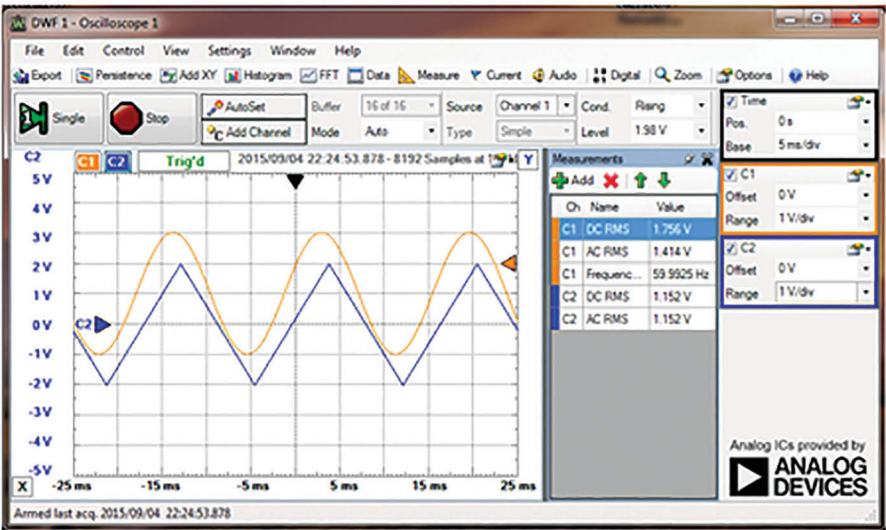 DWF 1 - Oscilloscope 1
File Edit Control View Settings Window Help
Export Persistence Add XY Histogram FFT Data Measure Current Audio Digital Zoom Options Help
Single Stop AutoSet Buffer 16 of 16 Source Channel 1 Cond. Rising
Add Channel Mode Auto Type Simple Level 1.98 V
Time
Pos. 0 s
Base 5 ms/div
C2 C1 C2 Trig'd 2015/09/04 22:24:53.878 - 8192 Samples at Y
5 V
4 V
3 V
2 V
1 V
0 V C2
-1 V
-2 V
-3 V
-4 V
-5 V
X -25 ms -15 ms -5 ms 5 ms 15 ms 25 ms
Measurements
Add
Ch Name Value
C1 DC RMS 1.756 V
C1 AC RMS 1.414 V
C1 Frequenc... 59.9925 Hz
C2 DC RMS 1.152 V
C2 AC RMS 1.152 V
C1
Offset 0 V
Range 1 V/div
C2
Offset 0 V
Range 1 V/div
Analog ICs provided by
ANALOG
DEVICES
Armed last acq. 2015/09/04 22:24:53.878